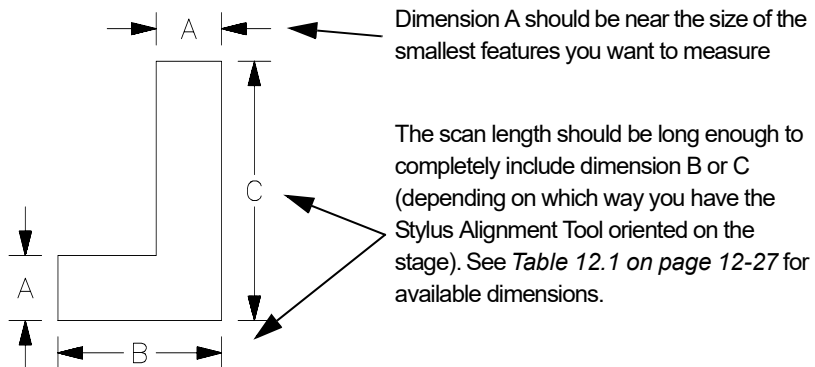 A
Dimension A should be near the size of the
smallest features you want to measure
The scan length should be long enough to
completely include dimension B or C
(depending on which way you have the
Stylus Alignment Tool oriented on the
stage). See Table 12.1 on page 12-27 for
available dimensions.
C
A
B